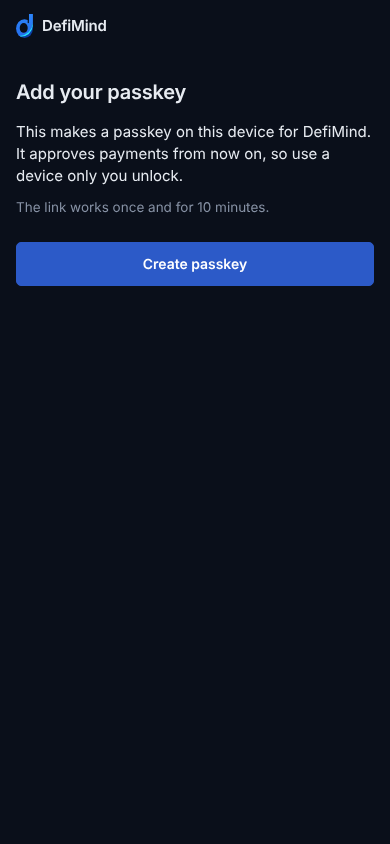 DefiMind
Add your passkey
This makes a passkey on this device for DefiMind.
It approves payments from now on, so use a
device only you unlock.
The link works once and for 10 minutes.
Create passkey